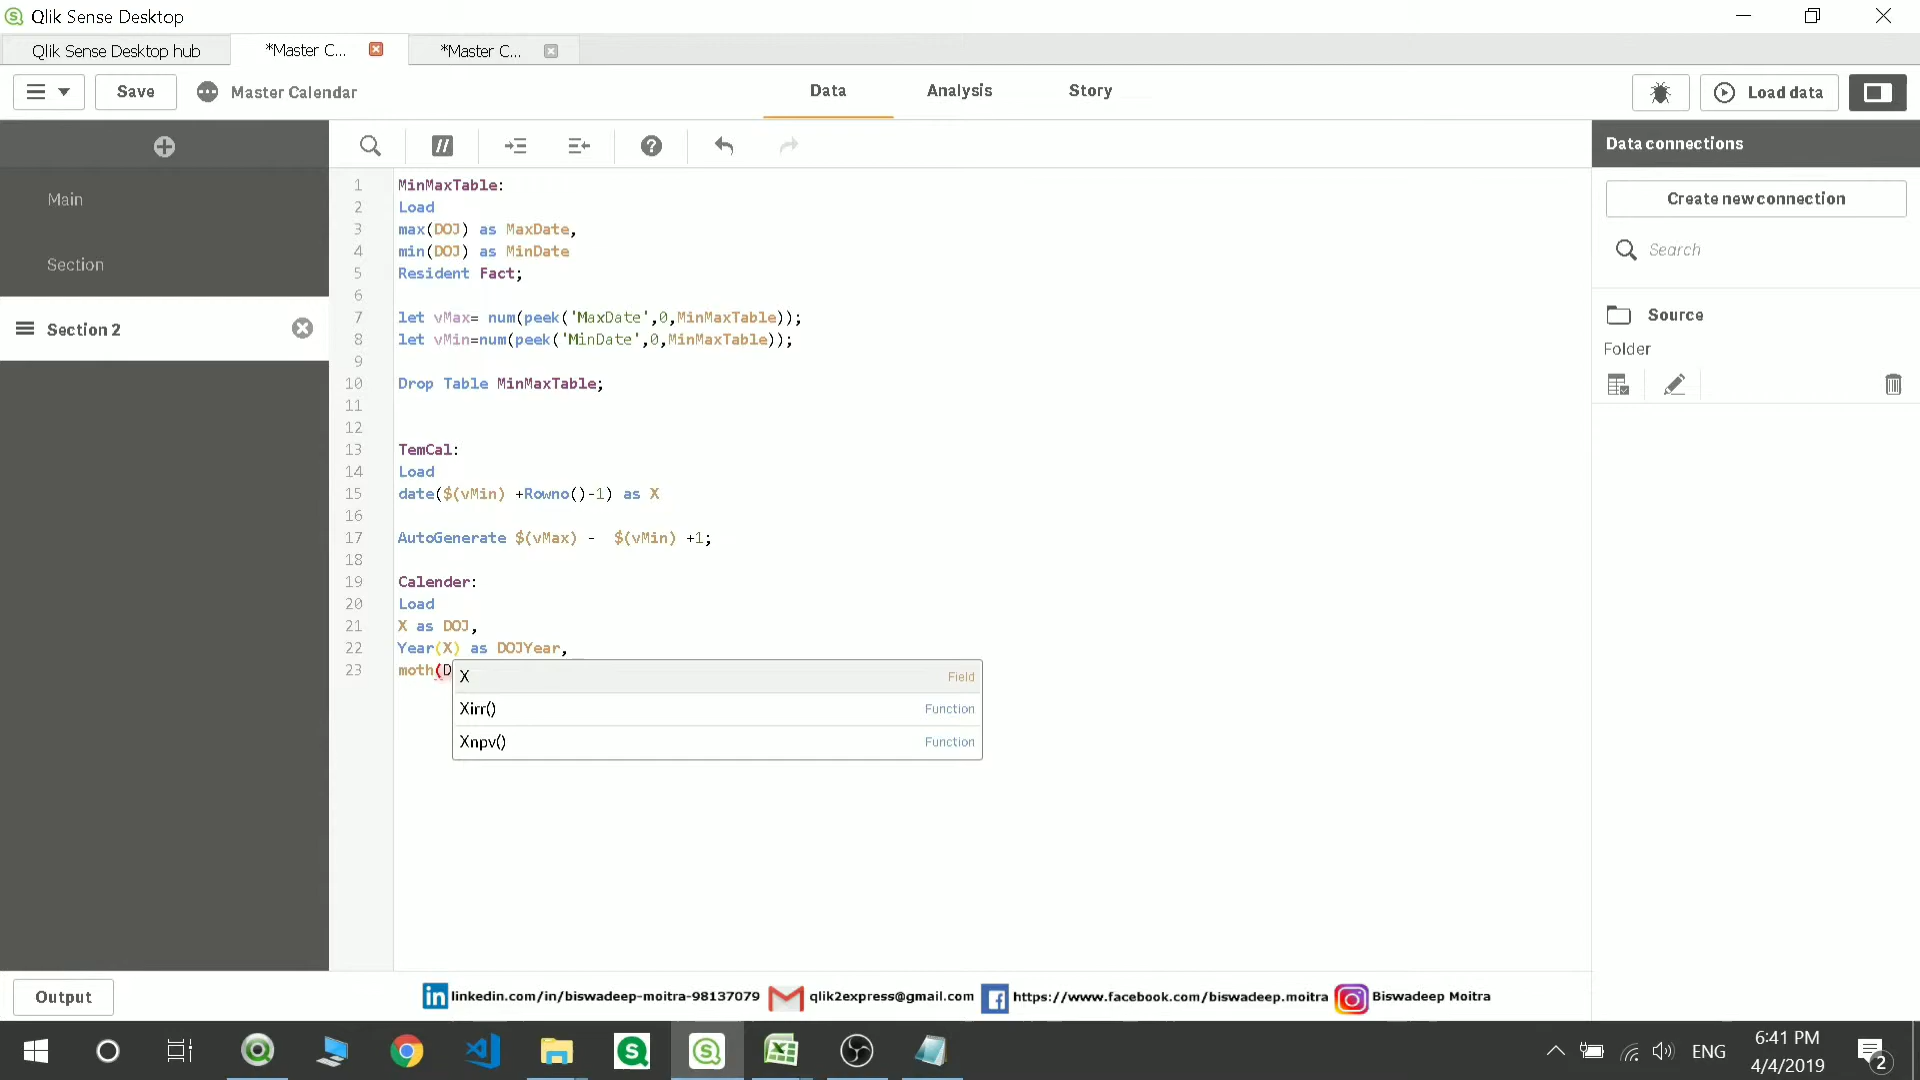 Qlik Sense Desktop
Qlik Sense Desktop hub
*Master C...
*Master C...
Save
Master Calendar
Data
Analysis
Story
Load data
Main
Section
Section 2
1 MinMaxTable:
2 Load
3 max(DOJ) as MaxDate,
4 min(DOJ) as MinDate
5 Resident Fact;
6
7 let vMax= num(peek('MaxDate',0,MinMaxTable));
8 let vMin=num(peek('MinDate',0,MinMaxTable));
9
10 Drop Table MinMaxTable;
11
12
13 TemCal:
14 Load
15 date($(vMin) +Rowno()-1) as X
16
17 AutoGenerate $(vMax) -  $(vMin) +1;
18
19 Calender:
20 Load
21 X as DOJ,
22 Year(X) as DOJYear,
23 moth(D
X Field
Xirr() Function
Xnpv() Function
Data connections
Create new connection
Search
Source
Folder
Output
linkedin.com/in/biswadeep-moitra-98137079 qlik2express@gmail.com https://www.facebook.com/biswadeep.moitra Biswadeep Moitra
ENG
6:41 PM
4/4/2019
2